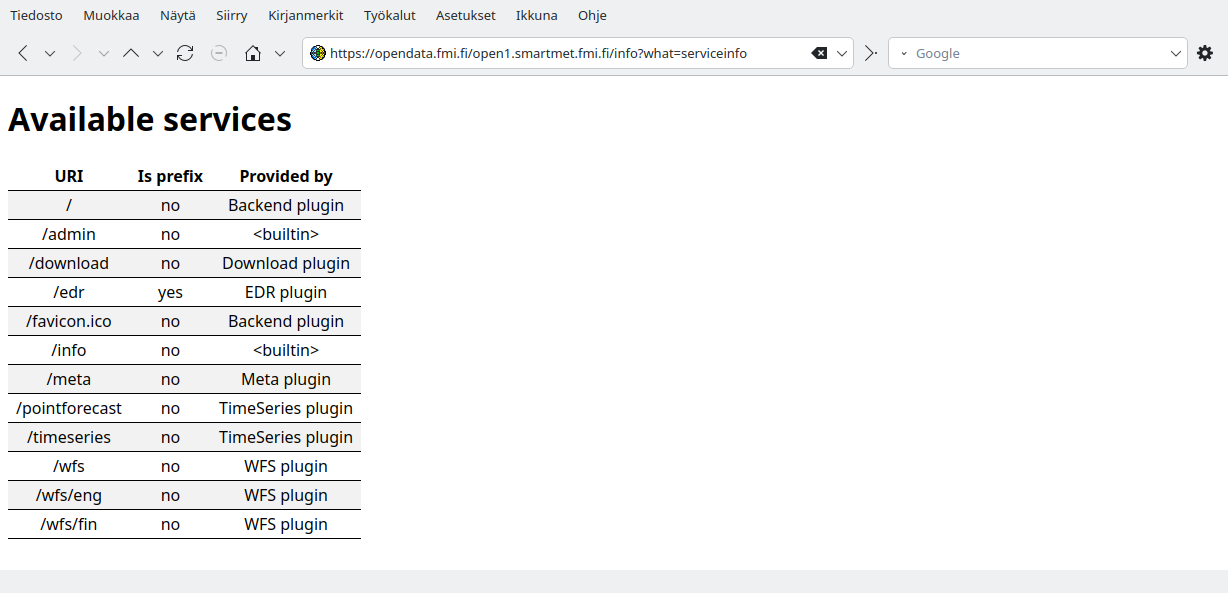 Tiedosto Muokkaa Näytä Siirry Kirjanmerkit Työkalut Asetukset Ikkuna Ohje
https://opendata.fmi.fi/open1.smartmet.fmi.fi/info?what=serviceinfo Google
Available services
URI Is prefix Provided by
/ no Backend plugin
/admin no <builtin>
/download no Download plugin
/edr yes EDR plugin
/favicon.ico no Backend plugin
/info no <builtin>
/meta no Meta plugin
/pointforecast no TimeSeries plugin
/timeseries no TimeSeries plugin
/wfs no WFS plugin
/wfs/eng no WFS plugin
/wfs/fin no WFS plugin